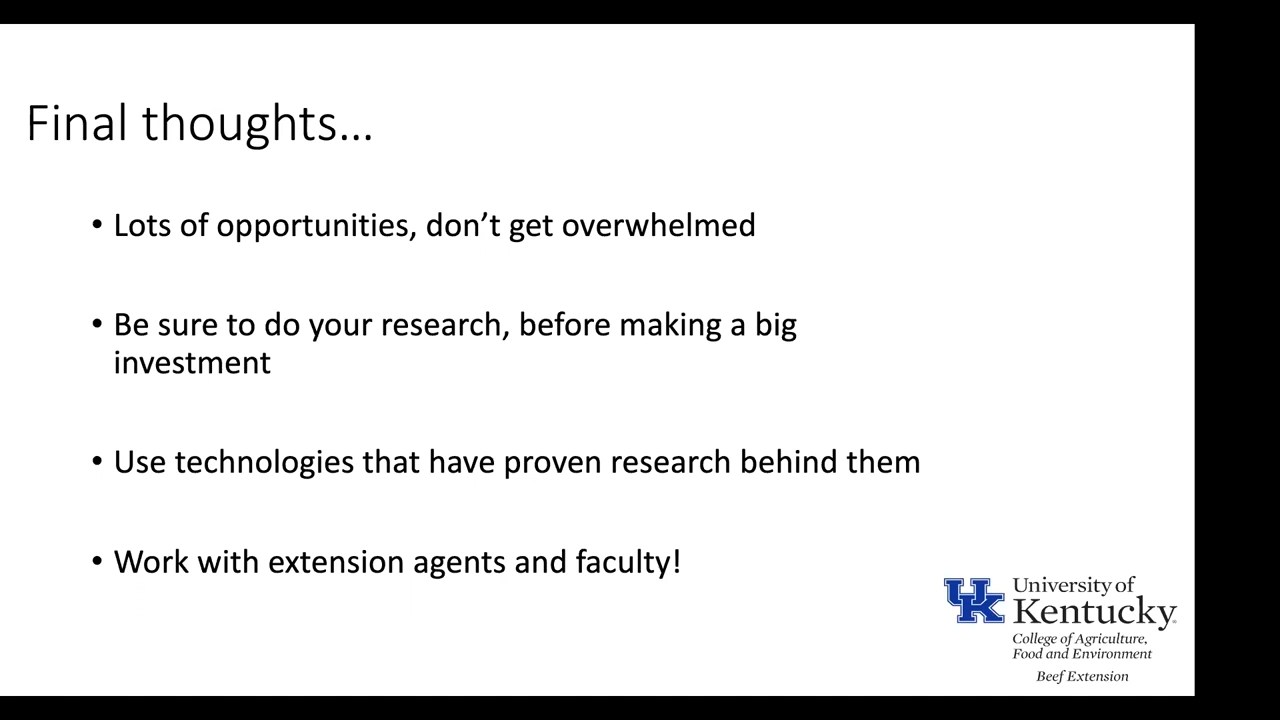 Final thoughts...
• Lots of opportunities, don’t get overwhelmed
• Be sure to do your research, before making a big
investment
• Use technologies that have proven research behind them
• Work with extension agents and faculty!
UK
University of
Kentucky®
College of Agriculture,
Food and Environment
Beef Extension